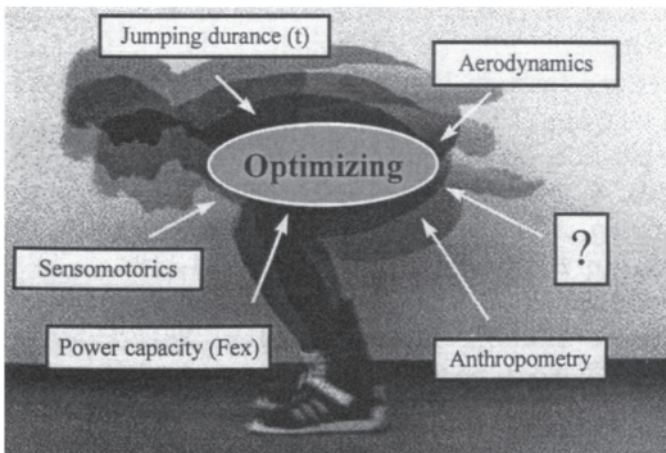 Jumping durance (t)
Aerodynamics
Optimizing
Sensomotorics
?
Power capacity (Fex)
Anthropometry